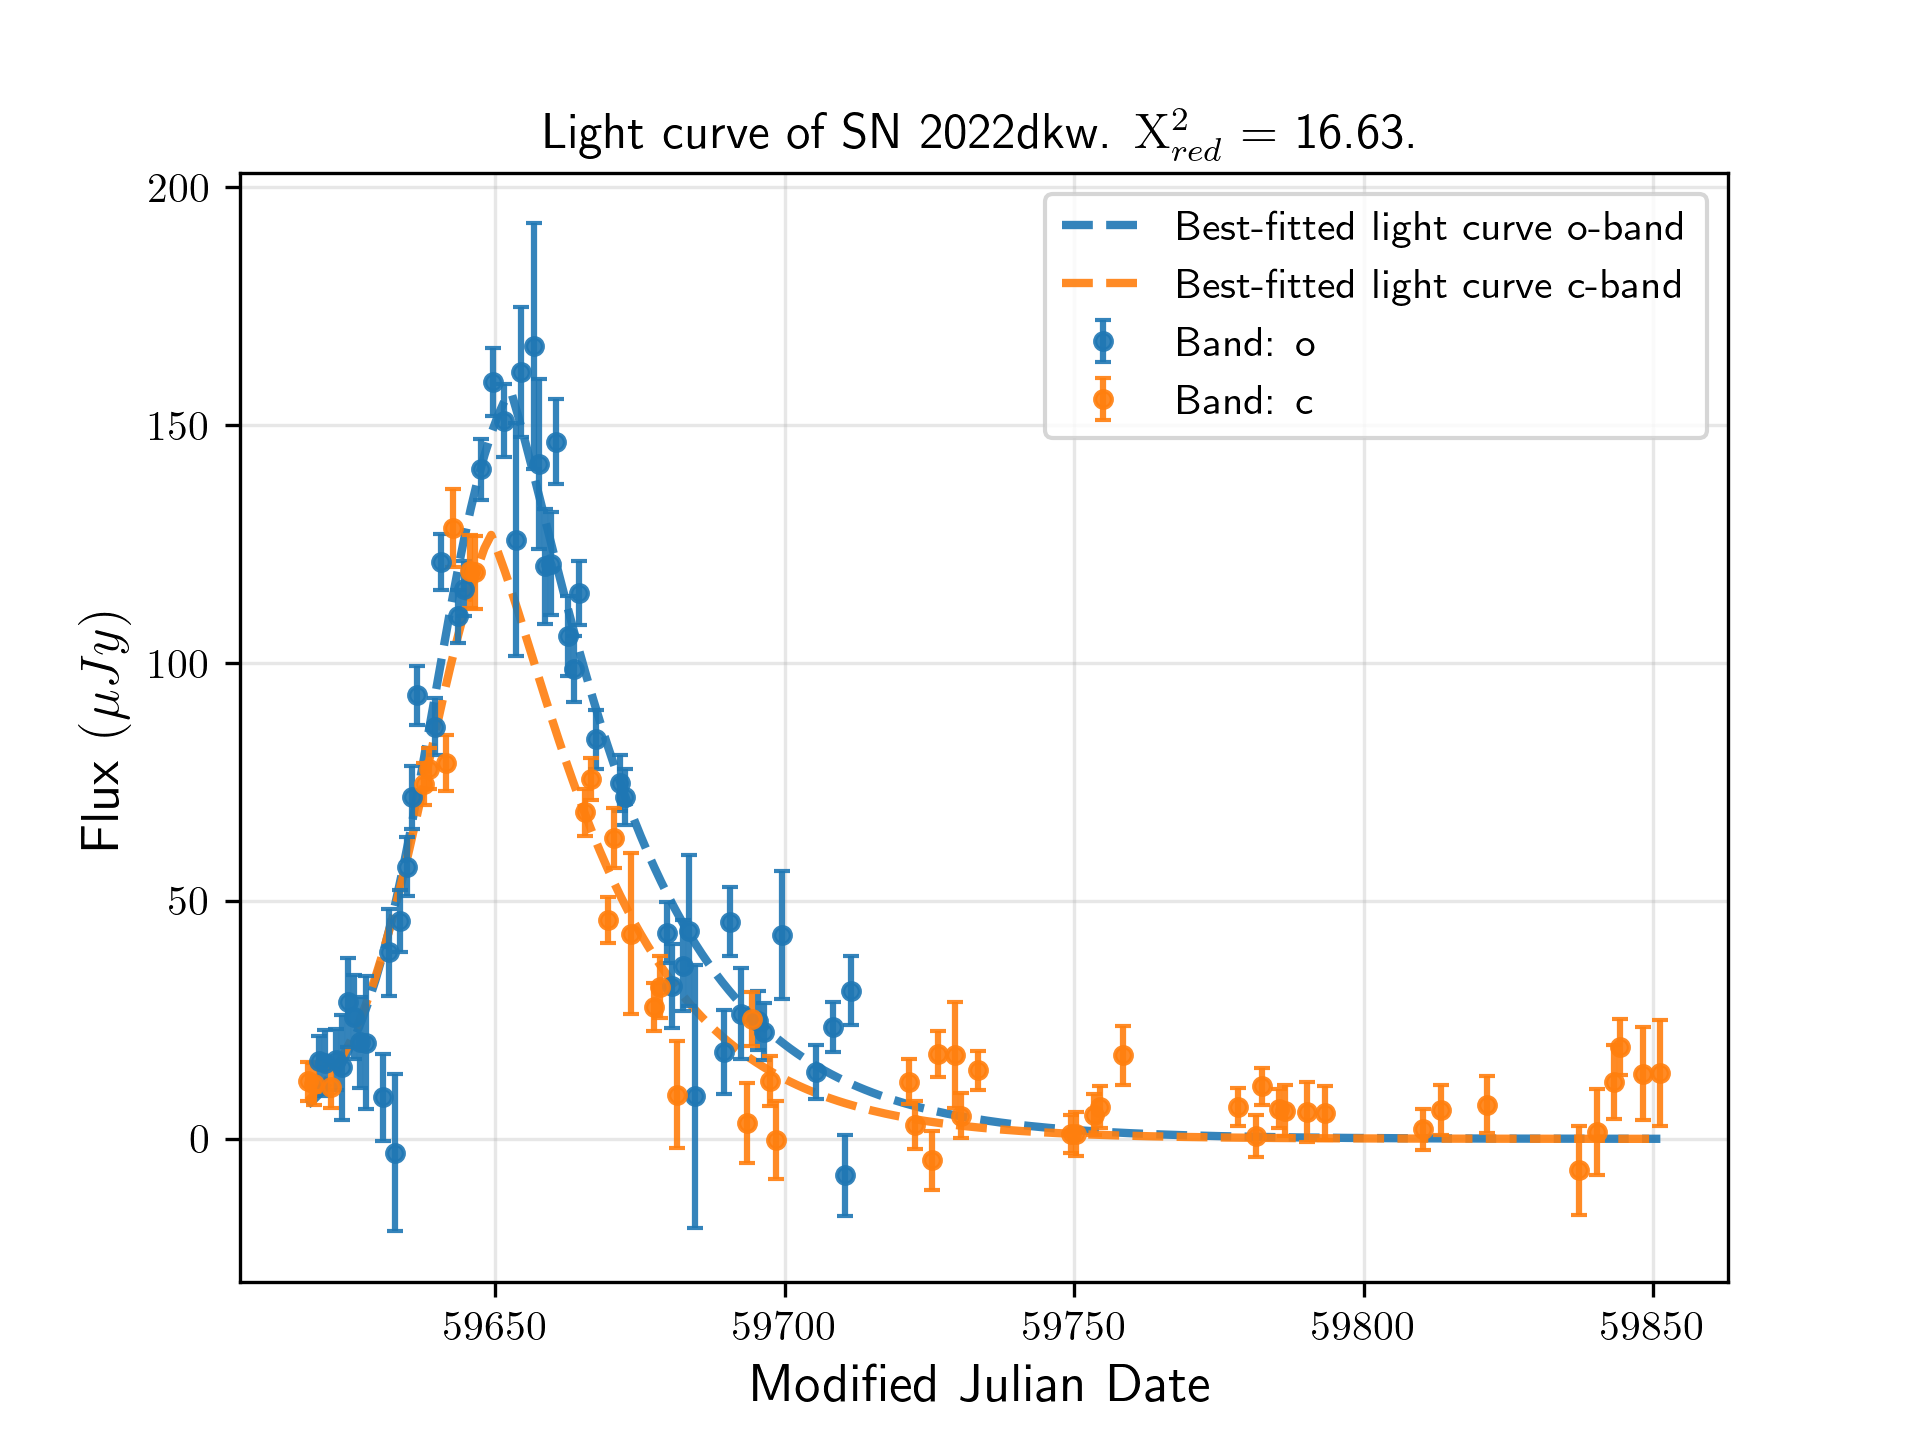 Light curve of SN 2022dkw. X²_red = 16.63.
Best-fitted light curve o-band
Best-fitted light curve c-band
Band: o
Band: c
Flux (μJy)
200
150
100
50
0
59650 59700 59750 59800 59850
Modified Julian Date